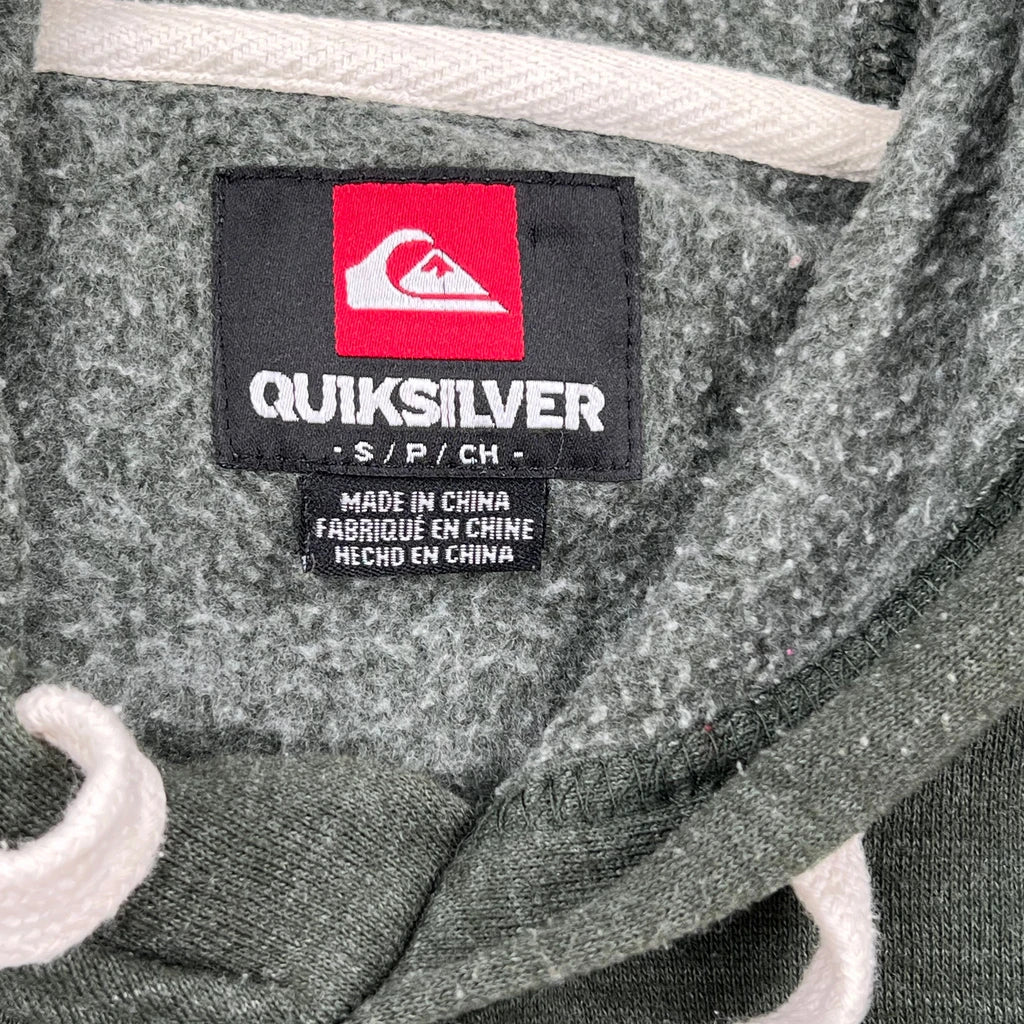 QUIKSILVER
- S / P / CH -
MADE IN CHINA
FABRIQUÉ EN CHINE
HECHO EN CHINA